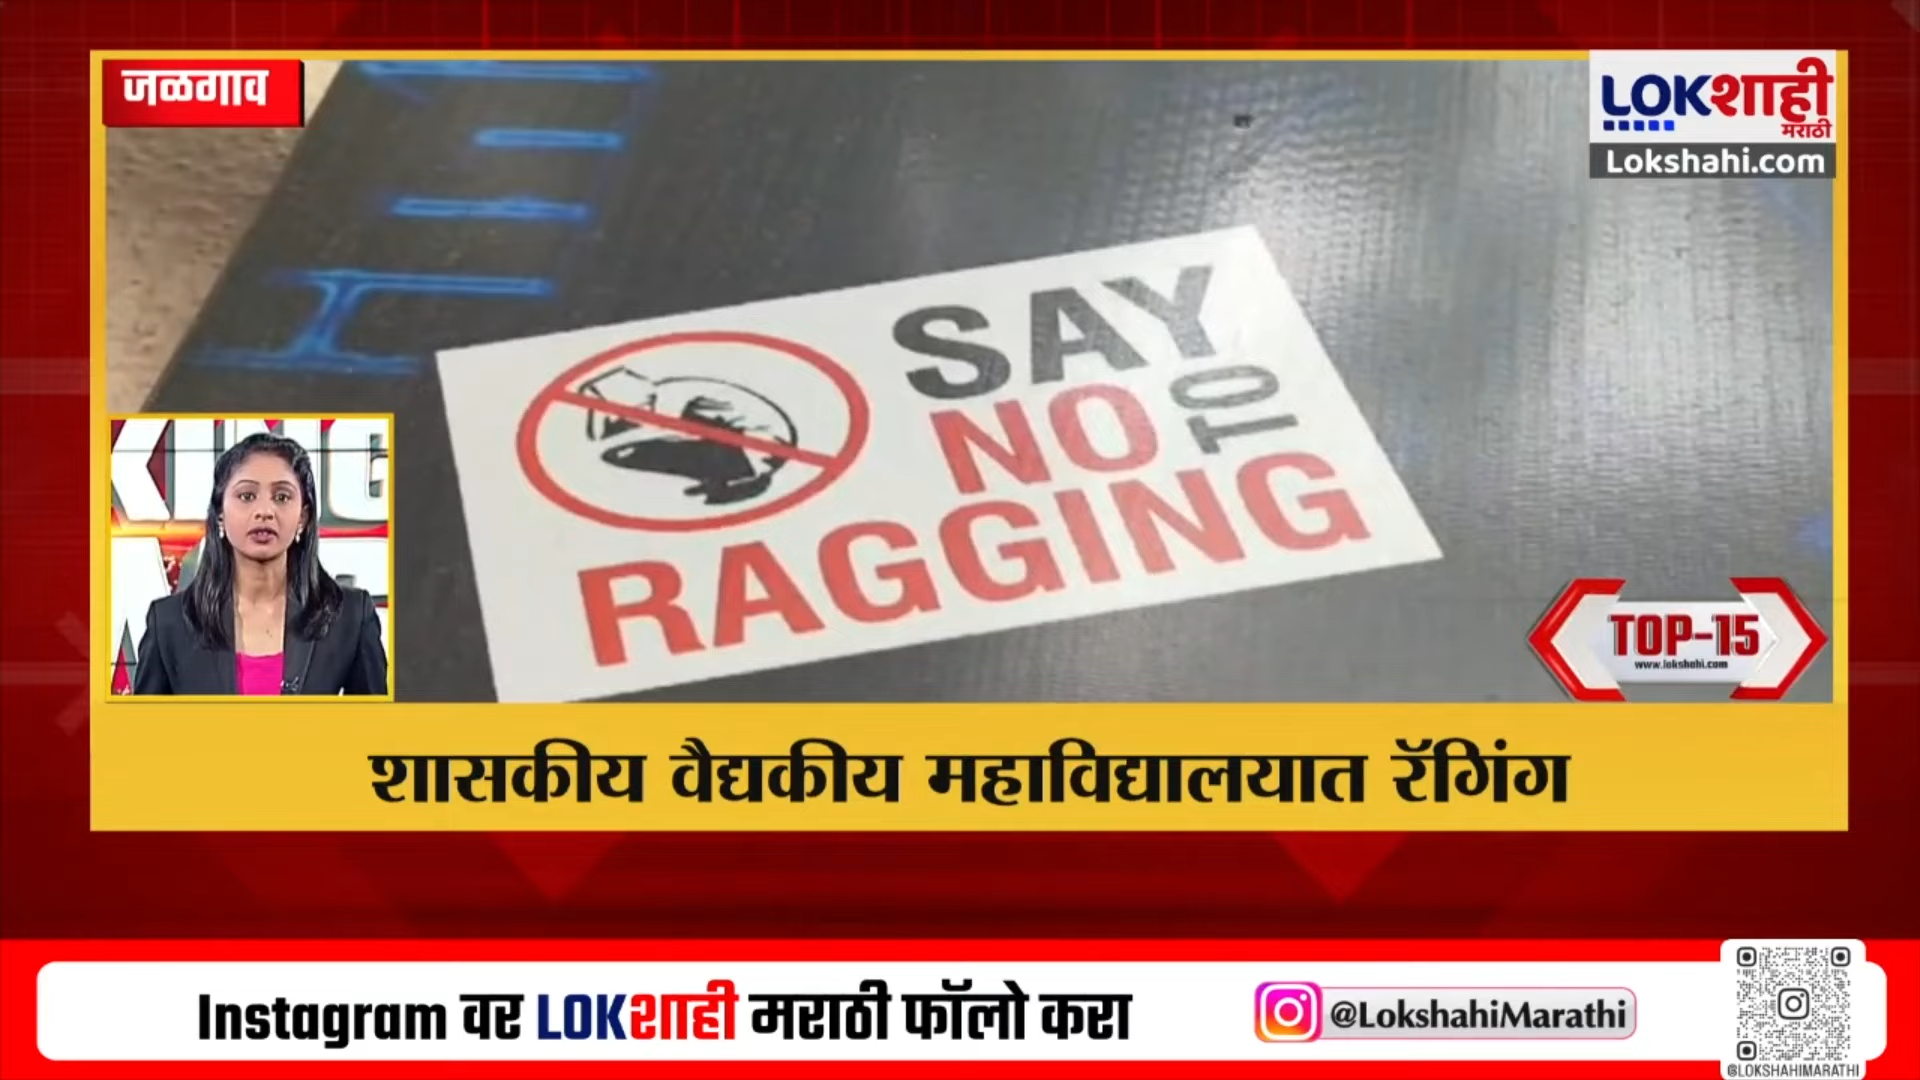 जळगाव
LOKशाही
मराठी
Lokshahi.com
SAY
NO TO
RAGGING
TOP-15
www.lokshahi.com
शासकीय वैद्यकीय महाविद्यालयात रॅगिंग
Instagram वर LOKशाही मराठी फॉलो करा
@LokshahiMarathi
@LOKSHAHIMARATHI